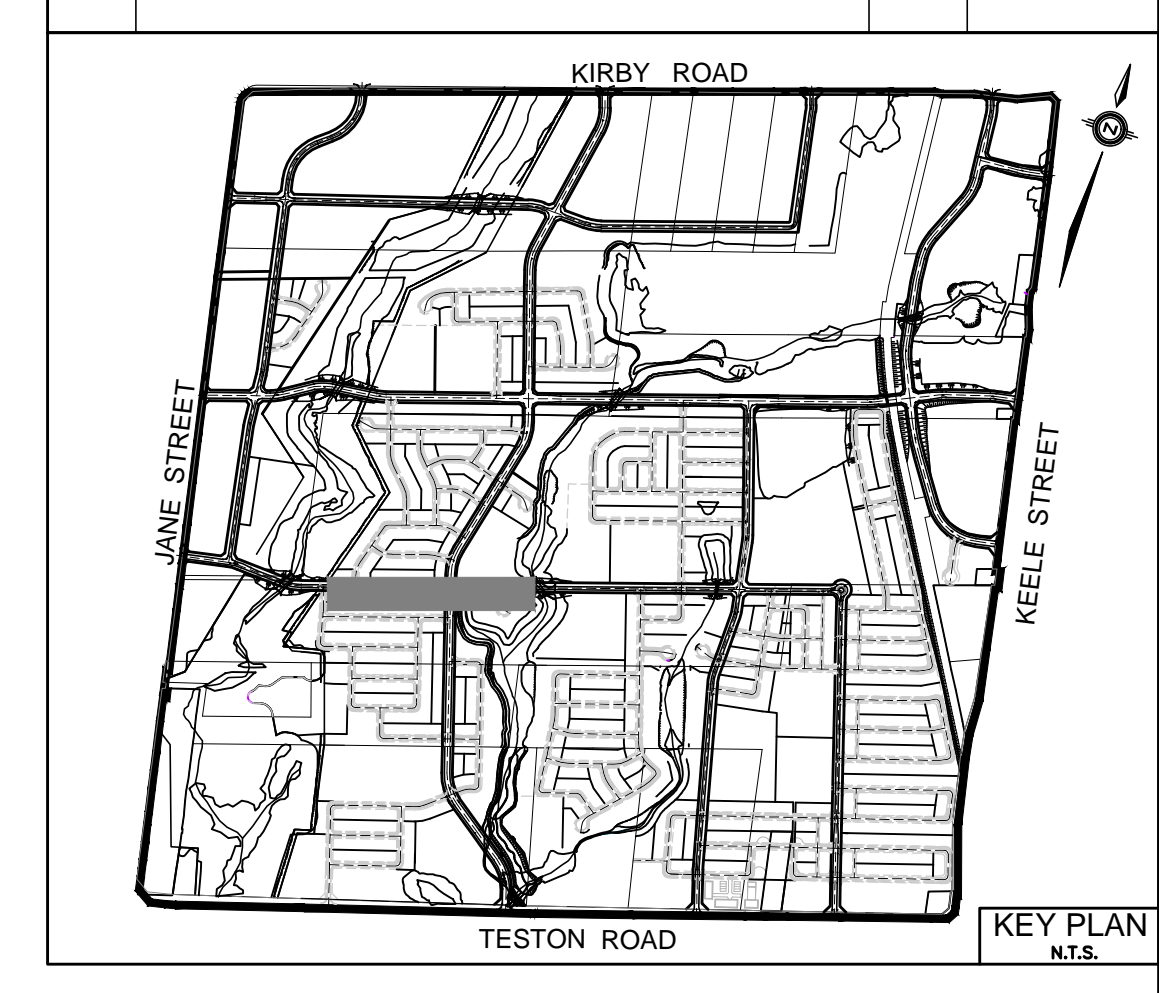 KIRBY ROAD
Z
JANE STREET
KEELE STREET
TESTON ROAD
KEY PLAN
N.T.S.